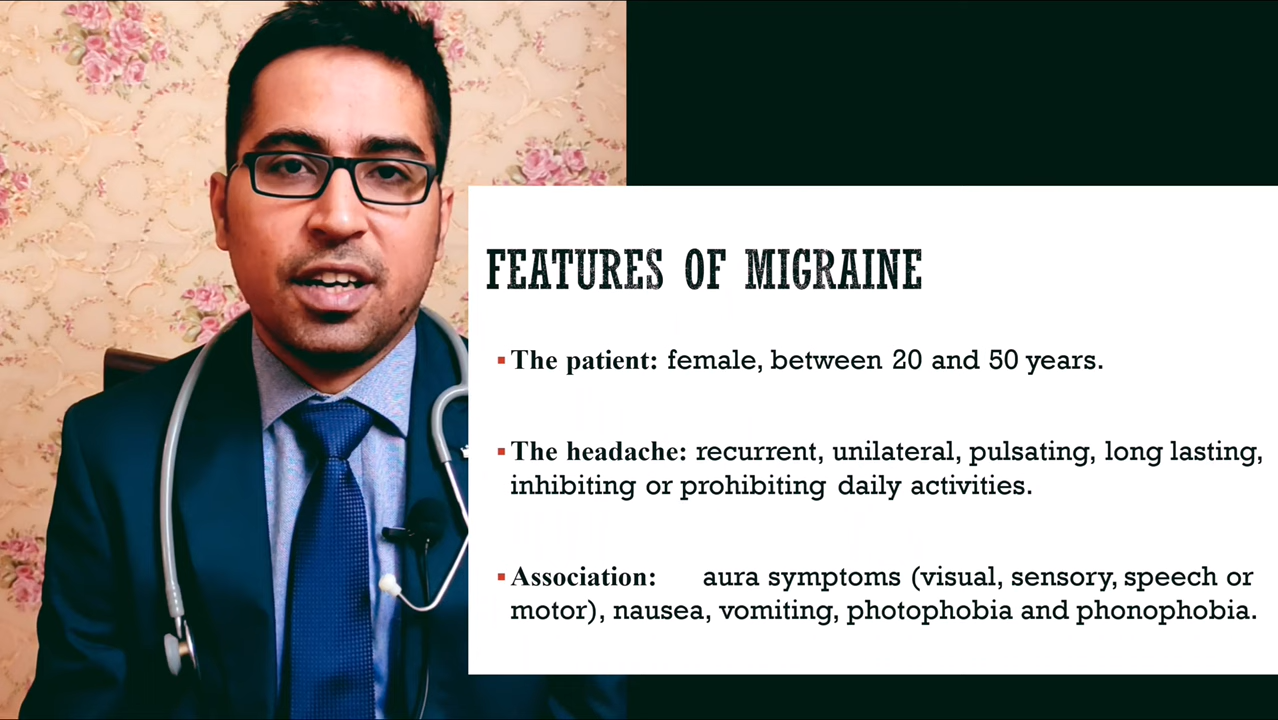 FEATURES OF MIGRAINE
▪ The patient: female, between 20 and 50 years.
▪ The headache: recurrent, unilateral, pulsating, long lasting,
inhibiting or prohibiting daily activities.
▪ Association: aura symptoms (visual, sensory, speech or
motor), nausea, vomiting, photophobia and phonophobia.